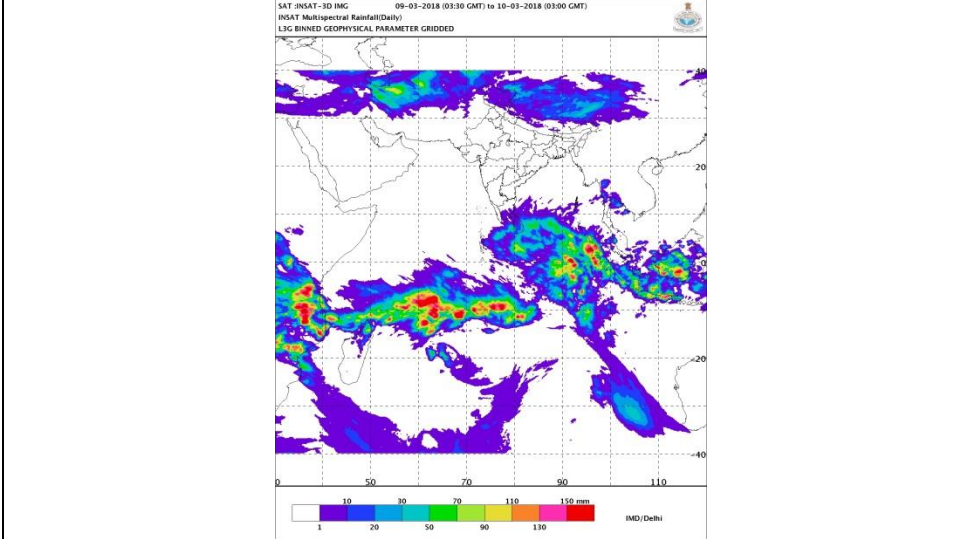 SAT :INSAT-3D IMG 09-03-2018 (03:30 GMT) to 10-03-2018 (03:00 GMT)
INSAT Multispectral Rainfall(Daily)
L3G BINNED GEOPHYSICAL PARAMETER GRIDDED
40
20
0
-20
-40
0 50 70 90 110
10 30 70 110 150 mm
1 20 50 90 130
IMD/Delhi